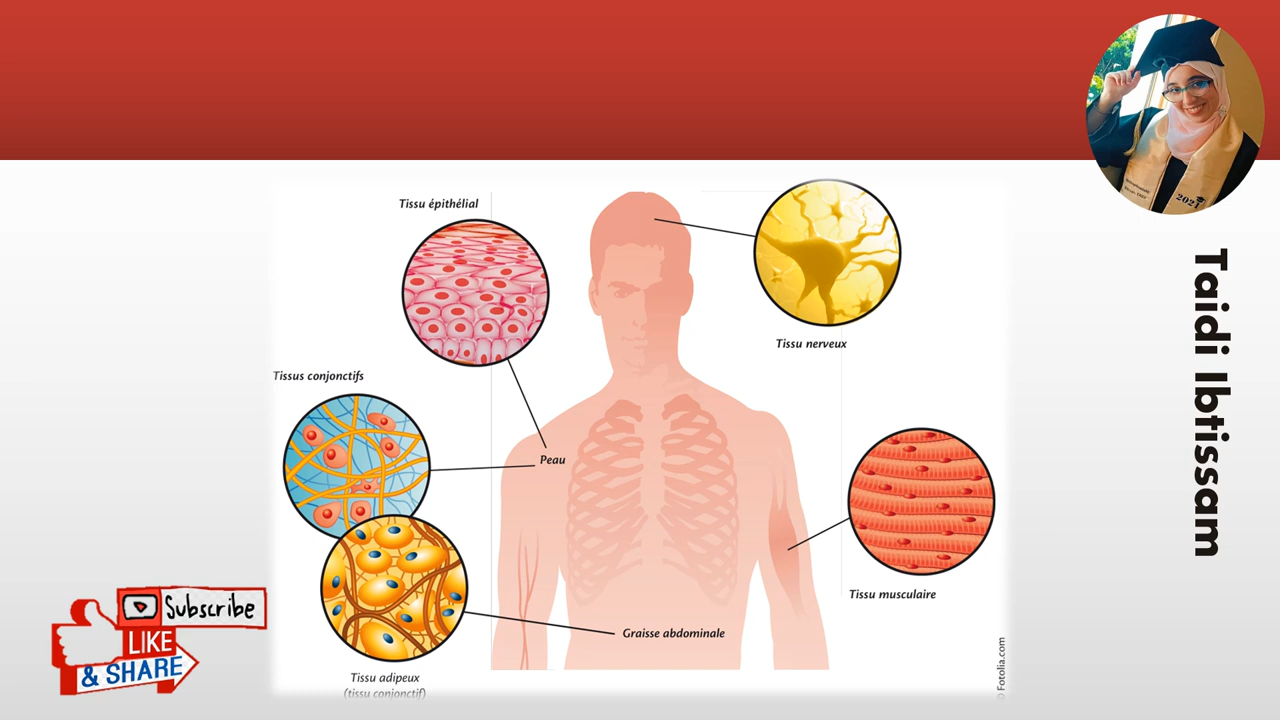 Tissu épithélial
Tissu nerveux
Tissus conjonctifs
Peau
Tissu musculaire
Graisse abdominale
Tissu adipeux
(tissu conjonctif)
Fotolia.com
Taidi Ibtissam
2021
Subscribe
LIKE
& SHARE